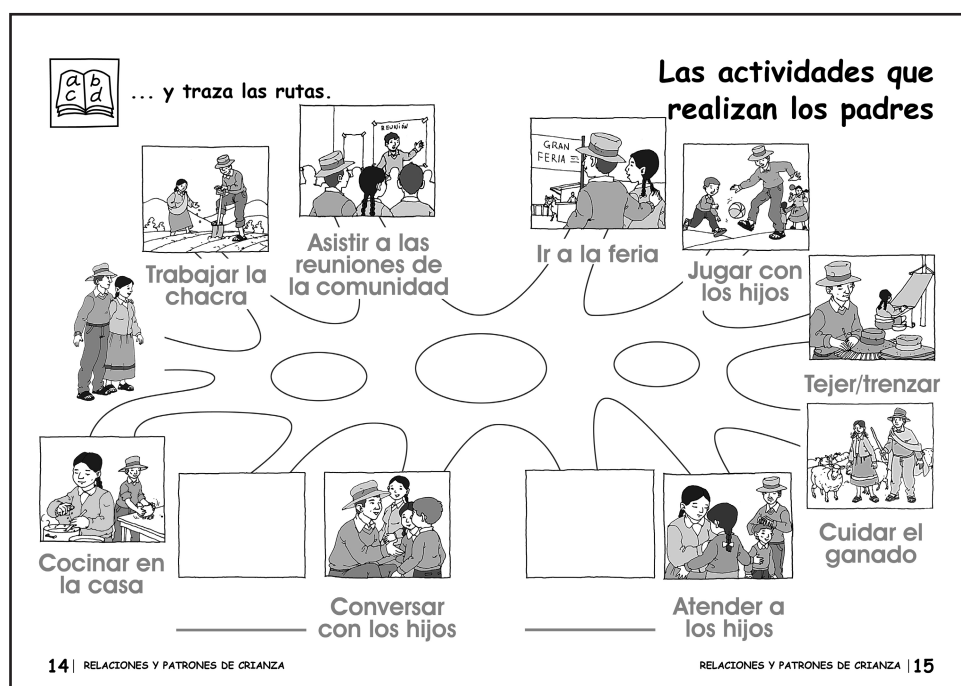 a b
c d
... y traza las rutas.
Las actividades que
realizan los padres
REUNIÓN
GRAN
FERIA
Trabajar la
chacra
Asistir a las
reuniones de
la comunidad
Ir a la feria
Jugar con
los hijos
Tejer/trenzar
Cocinar en
la casa
Conversar
con los hijos
Atender a
los hijos
Cuidar el
ganado
14 | RELACIONES Y PATRONES DE CRIANZA
RELACIONES Y PATRONES DE CRIANZA | 15